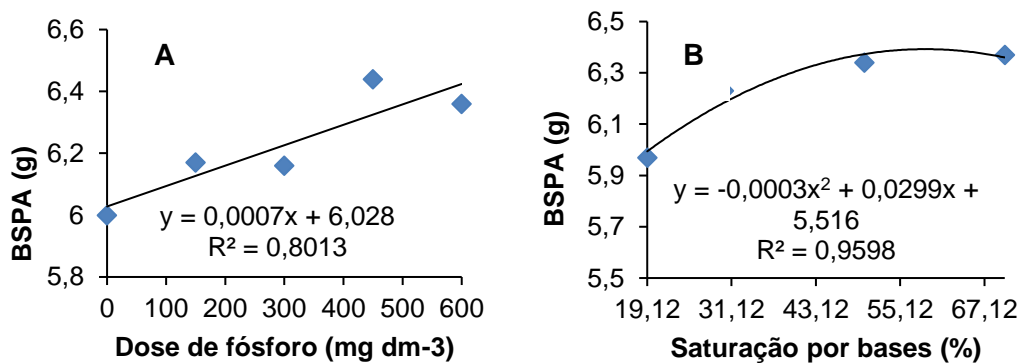 A
BSPA (g)
6,6
6,4
6,2
6
5,8
y = 0,0007x + 6,028
R² = 0,8013
0 100 200 300 400 500 600
Dose de fósforo (mg dm-3)
B
BSPA (g)
6,5
6,3
6,1
5,9
5,7
5,5
y = -0,0003x² + 0,0299x +
5,516
R² = 0,9598
19,12 31,12 43,12 55,12 67,12
Saturação por bases (%)